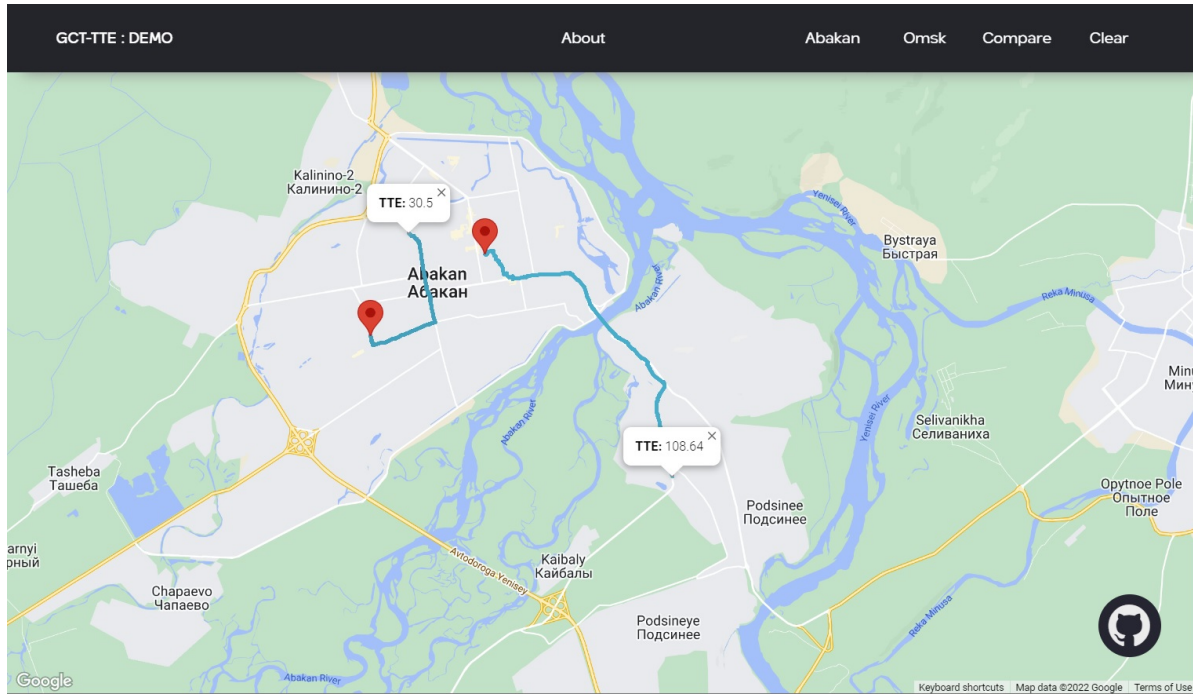 GCT-TTE : DEMO
About
Abakan
Omsk
Compare
Clear
Kalinino-2
Калинино-2
TTE: 30.5
Yenisei River
Bystraya
Быстрая
Abakan
Абакан
Abakan River
Reka Minusa
Minu
Мину
Selivanikha
Селиваниха
Yenisei River
Abakan River
TTE: 108.64
Tasheba
Ташеба
Opytnoe Pole
Опытное
Поле
Podsinee
Подсинее
arnyi
рный
Avtodoroga Yenisey
Kaibaly
Кайбалы
Chapaevo
Чапаево
Podsineye
Подсинее
Reka Minusa
Abakan River
Google
Keyboard shortcuts
Map data ©2022 Google
Terms of Use